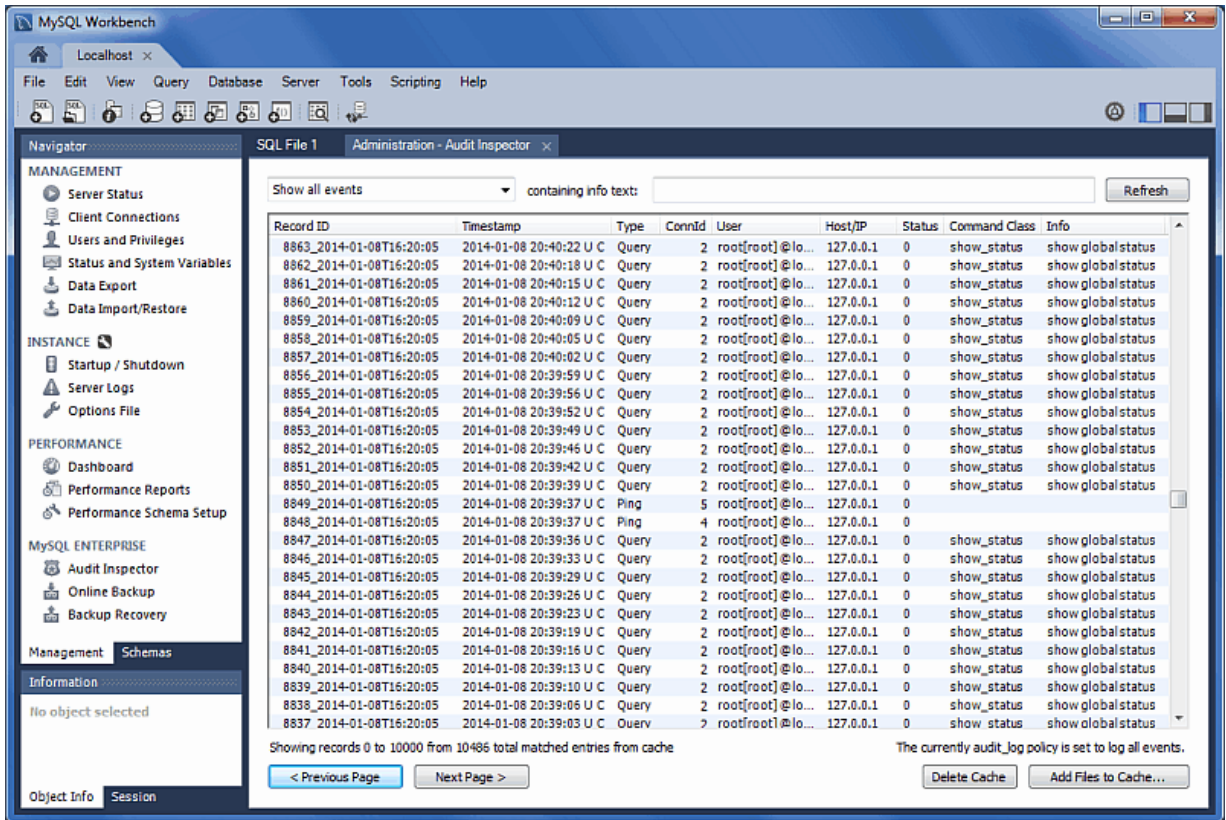 MySQL Workbench
Localhost
File Edit View Query Database Server Tools Scripting Help
Navigator
MANAGEMENT
Server Status
Client Connections
Users and Privileges
Status and System Variables
Data Export
Data Import/Restore
INSTANCE
Startup / Shutdown
Server Logs
Options File
PERFORMANCE
Dashboard
Performance Reports
Performance Schema Setup
MySQL ENTERPRISE
Audit Inspector
Online Backup
Backup Recovery
Management Schemas
Information
No object selected
Object Info Session
SQL File 1 Administration - Audit Inspector
Show all events containing info text: Refresh
Record ID Timestamp Type ConnId User Host/IP Status Command Class Info
8863_2014-01-08T16:20:05 2014-01-08 20:40:22 U C Query 2 root[root] @lo... 127.0.0.1 0 show_status show global status
8862_2014-01-08T16:20:05 2014-01-08 20:40:18 U C Query 2 root[root] @lo... 127.0.0.1 0 show_status show global status
8861_2014-01-08T16:20:05 2014-01-08 20:40:15 U C Query 2 root[root] @lo... 127.0.0.1 0 show_status show global status
8860_2014-01-08T16:20:05 2014-01-08 20:40:12 U C Query 2 root[root] @lo... 127.0.0.1 0 show_status show global status
8859_2014-01-08T16:20:05 2014-01-08 20:40:09 U C Query 2 root[root] @lo... 127.0.0.1 0 show_status show global status
8858_2014-01-08T16:20:05 2014-01-08 20:40:05 U C Query 2 root[root] @lo... 127.0.0.1 0 show_status show global status
8857_2014-01-08T16:20:05 2014-01-08 20:40:02 U C Query 2 root[root] @lo... 127.0.0.1 0 show_status show global status
8856_2014-01-08T16:20:05 2014-01-08 20:39:59 U C Query 2 root[root] @lo... 127.0.0.1 0 show_status show global status
8855_2014-01-08T16:20:05 2014-01-08 20:39:56 U C Query 2 root[root] @lo... 127.0.0.1 0 show_status show global status
8854_2014-01-08T16:20:05 2014-01-08 20:39:52 U C Query 2 root[root] @lo... 127.0.0.1 0 show_status show global status
8853_2014-01-08T16:20:05 2014-01-08 20:39:49 U C Query 2 root[root] @lo... 127.0.0.1 0 show_status show global status
8852_2014-01-08T16:20:05 2014-01-08 20:39:46 U C Query 2 root[root] @lo... 127.0.0.1 0 show_status show global status
8851_2014-01-08T16:20:05 2014-01-08 20:39:42 U C Query 2 root[root] @lo... 127.0.0.1 0 show_status show global status
8850_2014-01-08T16:20:05 2014-01-08 20:39:39 U C Query 2 root[root] @lo... 127.0.0.1 0 show_status show global status
8849_2014-01-08T16:20:05 2014-01-08 20:39:37 U C Ping 5 root[root] @lo... 127.0.0.1 0
8848_2014-01-08T16:20:05 2014-01-08 20:39:37 U C Ping 4 root[root] @lo... 127.0.0.1 0
8847_2014-01-08T16:20:05 2014-01-08 20:39:36 U C Query 2 root[root] @lo... 127.0.0.1 0 show_status show global status
8846_2014-01-08T16:20:05 2014-01-08 20:39:33 U C Query 2 root[root] @lo... 127.0.0.1 0 show_status show global status
8845_2014-01-08T16:20:05 2014-01-08 20:39:29 U C Query 2 root[root] @lo... 127.0.0.1 0 show_status show global status
8844_2014-01-08T16:20:05 2014-01-08 20:39:26 U C Query 2 root[root] @lo... 127.0.0.1 0 show_status show global status
8843_2014-01-08T16:20:05 2014-01-08 20:39:23 U C Query 2 root[root] @lo... 127.0.0.1 0 show_status show global status
8842_2014-01-08T16:20:05 2014-01-08 20:39:19 U C Query 2 root[root] @lo... 127.0.0.1 0 show_status show global status
8841_2014-01-08T16:20:05 2014-01-08 20:39:16 U C Query 2 root[root] @lo... 127.0.0.1 0 show_status show global status
8840_2014-01-08T16:20:05 2014-01-08 20:39:13 U C Query 2 root[root] @lo... 127.0.0.1 0 show_status show global status
8839_2014-01-08T16:20:05 2014-01-08 20:39:10 U C Query 2 root[root] @lo... 127.0.0.1 0 show_status show global status
8838_2014-01-08T16:20:05 2014-01-08 20:39:06 U C Query 2 root[root] @lo... 127.0.0.1 0 show_status show global status
8837 2014-01-08T16:20:05 2014-01-08 20:39:03 U C Query 2 root[root] @lo... 127.0.0.1 0 show status show global status
Showing records 0 to 10000 from 10486 total matched entries from cache The currently audit_log policy is set to log all events.
< Previous Page Next Page > Delete Cache Add Files to Cache...